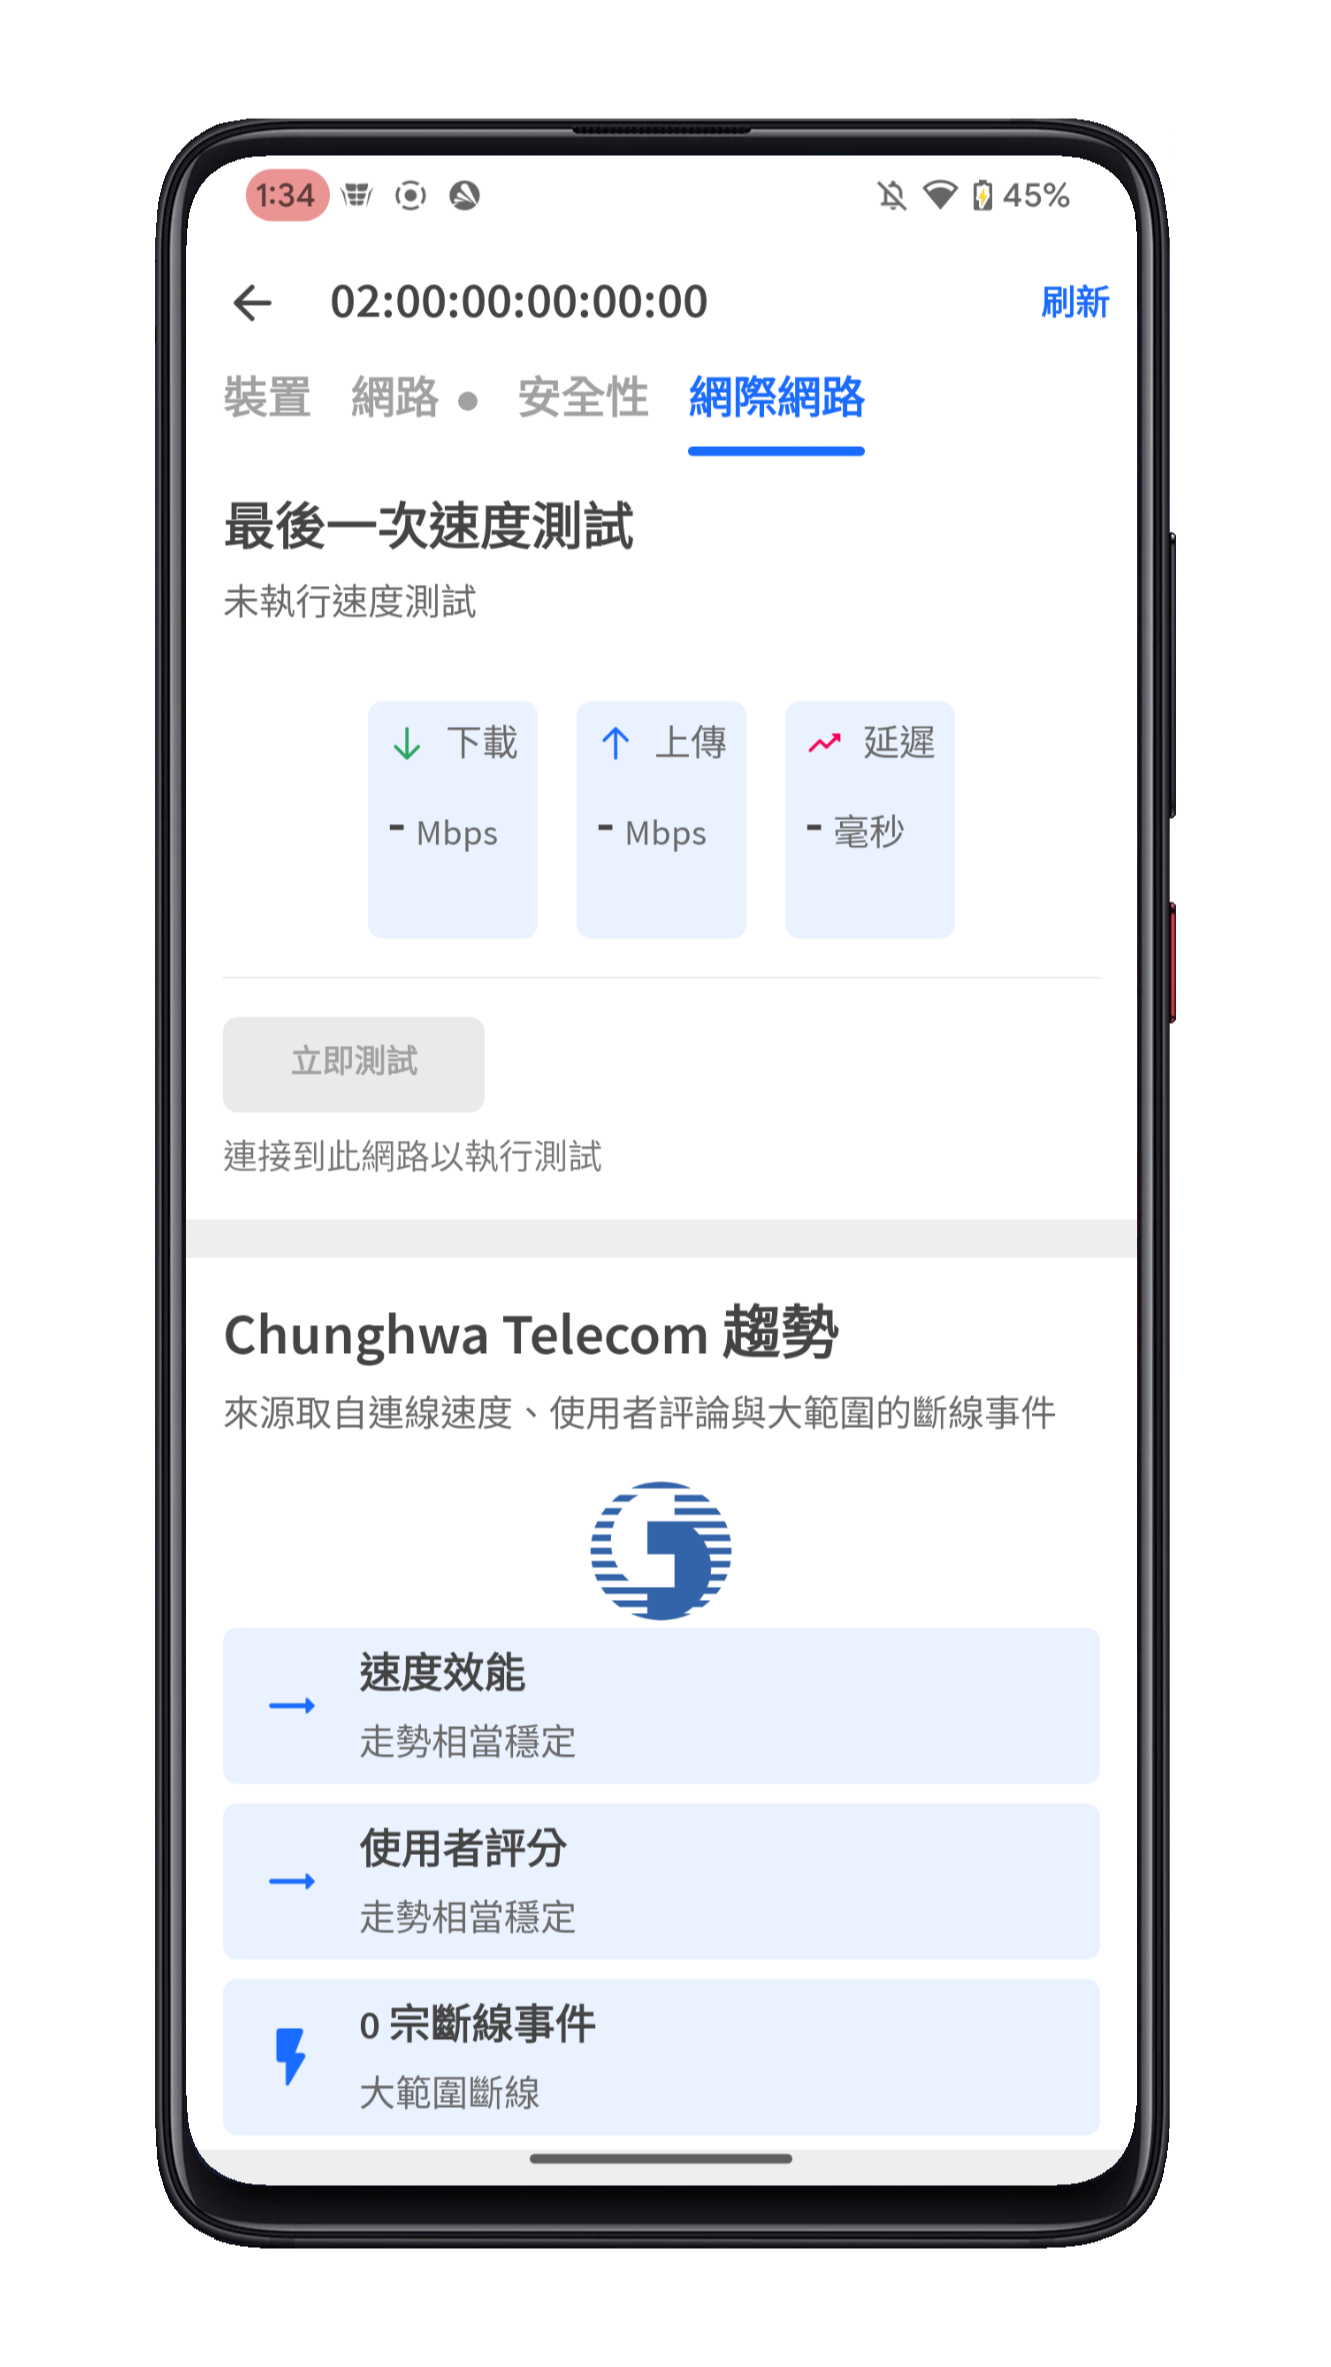 1:34
45%
02:00:00:00:00:00
刷新
裝置 網路 安全性 網際網路
最後一次速度測試
未執行速度測試
下載 上傳 延遲
- Mbps - Mbps - 毫秒
立即測試
連接到此網路以執行測試
Chunghwa Telecom 趨勢
來源取自連線速度、使用者評論與大範圍的斷線事件
速度效能
走勢相當穩定
使用者評分
走勢相當穩定
0 宗斷線事件
大範圍斷線